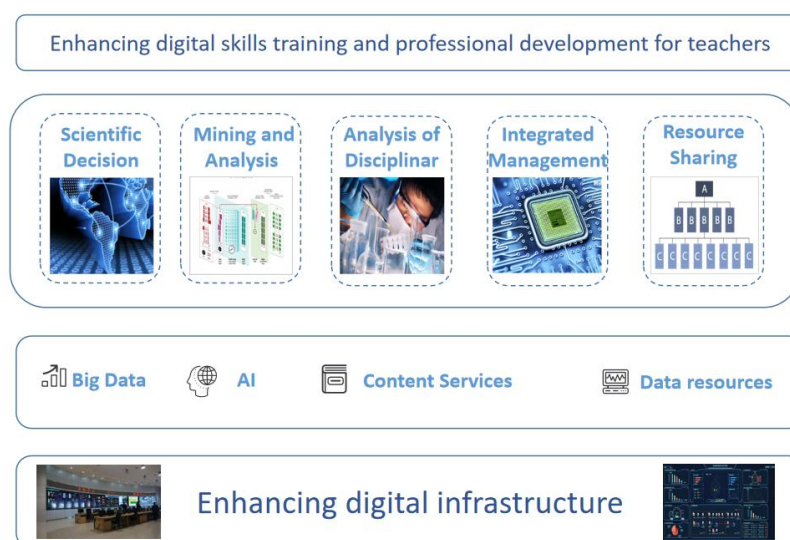 Enhancing digital skills training and professional development for teachers
Scientific
Decision
Mining and
Analysis
Analysis of
Disciplinar
Integrated
Management
Resource
Sharing
A
B B B B B
C C C C C C C C
Big Data
AI
Content Services
Data resources
Enhancing digital infrastructure